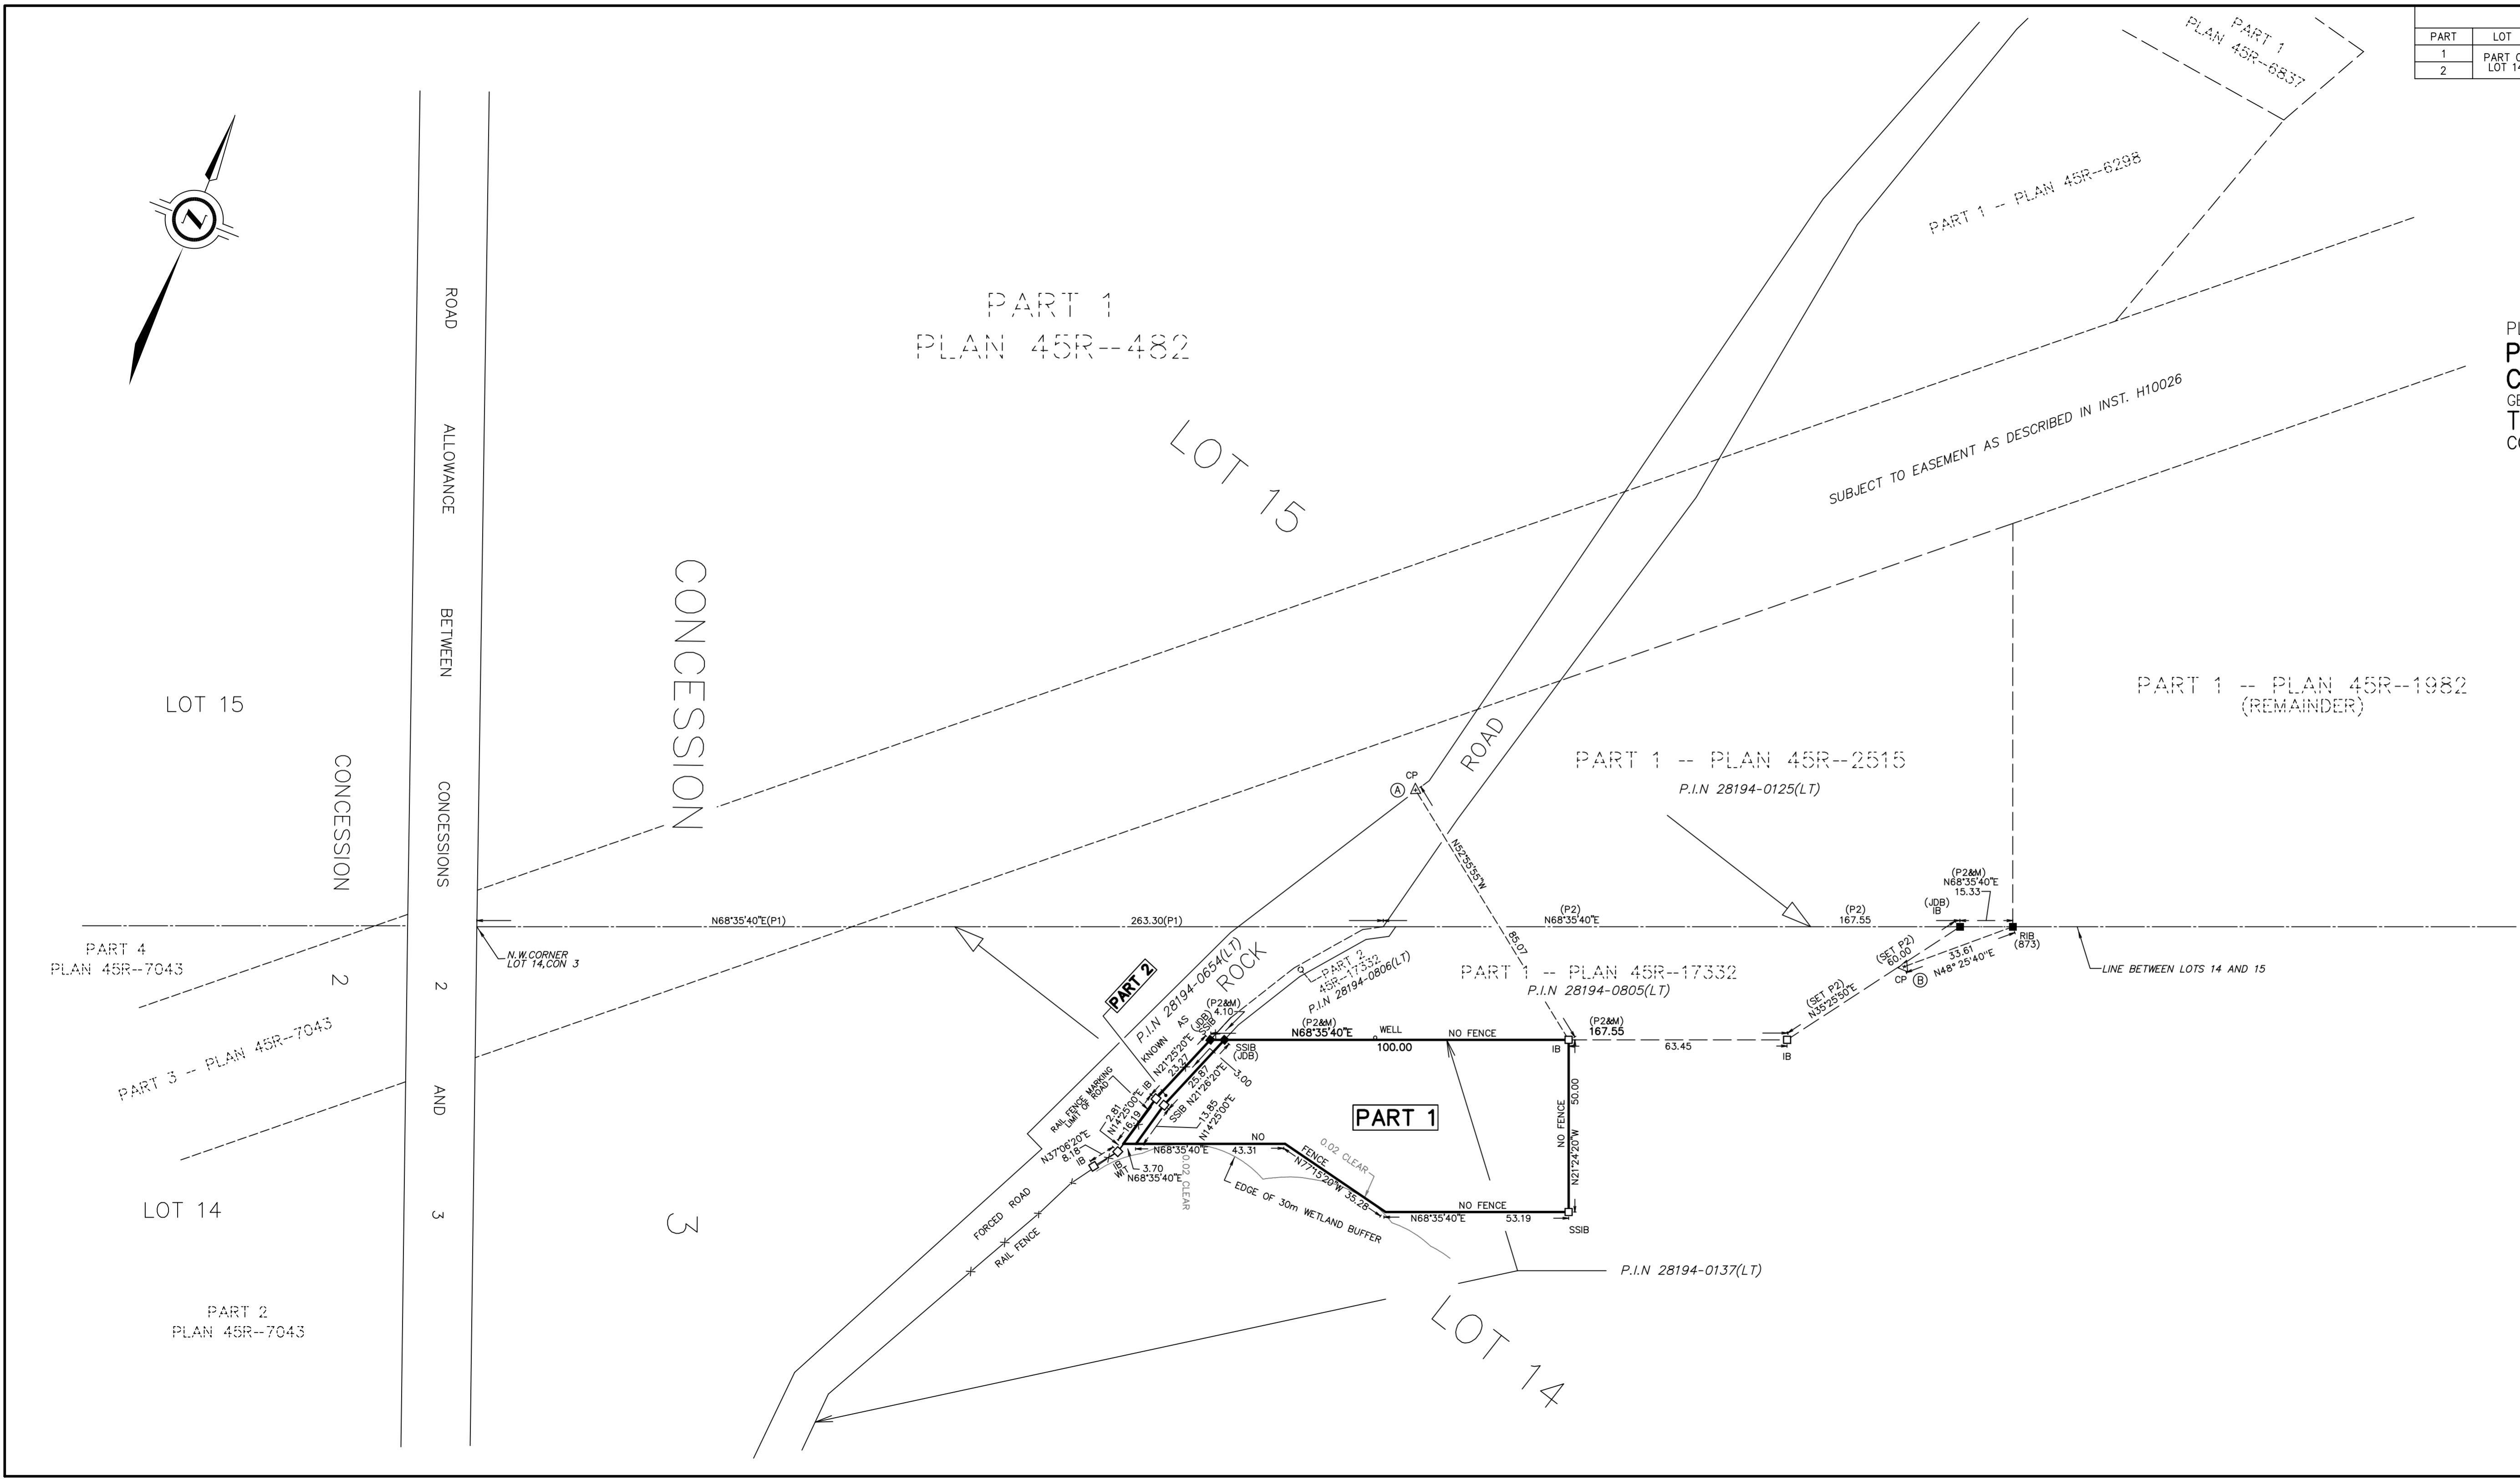 PART 1
PLAN 45R--6837
PART LOT
1
2
PART
LOT
PART 1 -- PLAN 45R--6298
N
PART 1
PLAN 45R--482
LOT 15
SUBJECT TO EASEMENT AS DESCRIBED IN INST. H10026
ROAD ALLOWANCE BETWEEN CONCESSIONS 2 AND 3
CONCESSION 3
CONCESSION 2
LOT 15
PART 1 -- PLAN 45R--1982
(REMAINDER)
PART 1 -- PLAN 45R--2515
P.I.N 28194-0125(LT)
ROAD
CP
A
N52°55'55"W
85.07
N68°35'40"E(P1)
263.30(P1)
(P2)
N68°35'40"E
(P2)
167.55
(JDB)
IB
(P2&M)
N68°35'40"E
15.33
RIB
(873)
LINE BETWEEN LOTS 14 AND 15
(SET P2)
60.00
33.61
N48°25'40"E
CP
B
(SET P2)
N35°25'50"E
IB
63.45
N.W.CORNER
LOT 14,CON 3
PART 4
PLAN 45R--7043
PART 3 -- PLAN 45R--7043
LOT 14
PART 2
PLAN 45R--7043
PART 2
P.I.N 28194-0654(LT)
KNOWN AS
ROCK
PART 2
45R-17332
P.I.N 28194-0806(LT)
PART 1 -- PLAN 45R--17332
P.I.N 28194-0805(LT)
(P2&M)
4.10
SSIB
(JDB)
SSIB
(JDB)
(P2&M)
N68°35'40"E
WELL
100.00
NO FENCE
IB
(P2&M)
167.55
N21°25'20"E
23.27
IB
25.87
N21°26'20"E
3.00
SSIB
13.85
N14°25'00"E
2.81
N14°25'00"E
16.19
RAIL FENCE MARKING
LIMIT OF ROAD
N37°06'20"E
8.18
IB
IB
WIT
3.70
N68°35'40"E
0.02 CLEAR
N68°35'40"E
43.31
NO
FENCE
N77°15'20"W 35.28
0.02 CLEAR
EDGE OF 30m WETLAND BUFFER
PART 1
NO FENCE
50.00
N21°24'20"W
NO FENCE
N68°35'40"E
53.19
SSIB
FORCED ROAD
RAIL FENCE
P.I.N 28194-0137(LT)
LOT 14